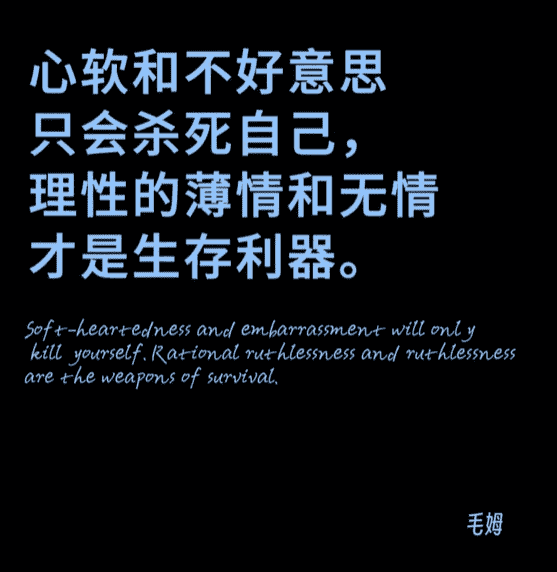 心软和不好意思
只会杀死自己，
理性的薄情和无情
才是生存利器。
Soft-heartedness and embarrassment will only
kill yourself. Rational ruthlessness and ruthlessness
are the weapons of survival.
毛姆